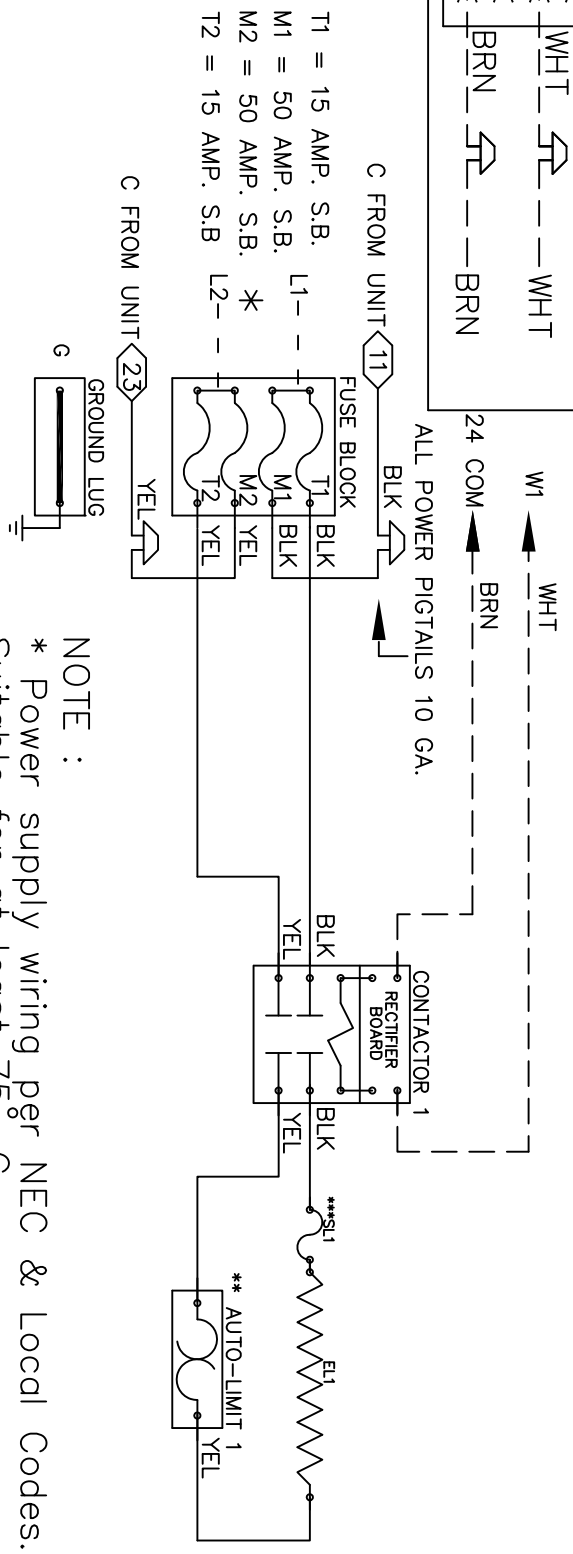 WHT
WHT
BRN
BRN
W1
WHT
24 COM
BRN
ALL POWER PIGTAILS 10 GA.
C FROM UNIT
11
BLK
T1 = 15 AMP. S.B.
M1 = 50 AMP. S.B.
M2 = 50 AMP. S.B. *
T2 = 15 AMP. S.B
L1
L2
FUSE BLOCK
T1
M1
M2
T2
BLK
BLK
YEL
YEL
C FROM UNIT
23
YEL
G
GROUND LUG
CONTACTOR 1
RECTIFIER
BOARD
BLK
YEL
BLK
YEL
***SL1
EL1
** AUTO-LIMIT 1
YEL
NOTE :
* Power supply wiring per NEC & Local Codes.